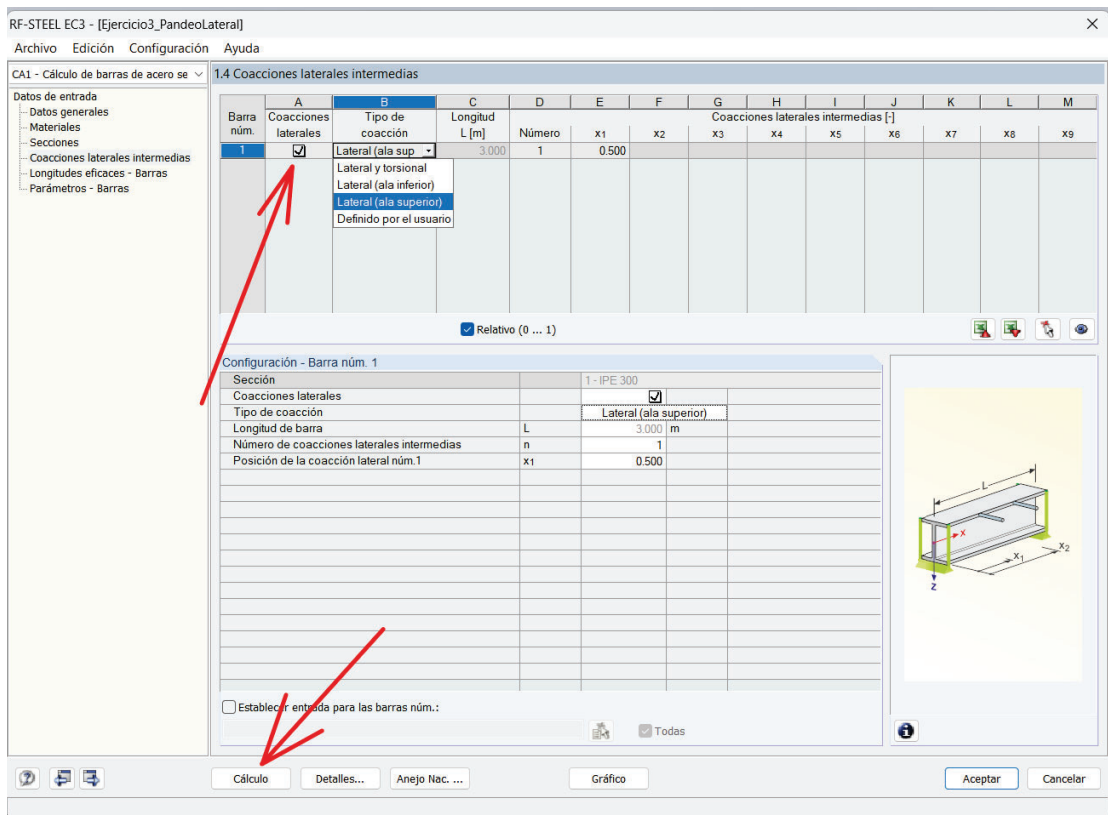 RF-STEEL EC3 - [Ejercicio3_PandeoLateral]
Archivo Edición Configuración Ayuda
CA1 - Cálculo de barras de acero se
1.4 Coacciones laterales intermedias
Datos de entrada
Datos generales
Materiales
Secciones
Coacciones laterales intermedias
Longitudes eficaces - Barras
Parámetros - Barras
A B C D E F G H I J K L M
Barra Coacciones Tipo de Longitud Coacciones laterales intermedias [-]
núm. laterales coacción L [m] Número x1 x2 x3 x4 x5 x6 x7 x8 x9
1 Lateral (ala sup 3.000 1 0.500
Lateral y torsional
Lateral (ala inferior)
Lateral (ala superior)
Definido por el usuario
Relativo (0 ... 1)
Configuración - Barra núm. 1
Sección 1 - IPE 300
Coacciones laterales
Tipo de coacción Lateral (ala superior)
Longitud de barra L 3.000 m
Número de coacciones laterales intermedias n 1
Posición de la coacción lateral núm.1 x1 0.500
L
x
x1
x2
z
Establecer entrada para las barras núm.:
Todas
Cálculo Detalles... Anejo Nac. ... Gráfico Aceptar Cancelar